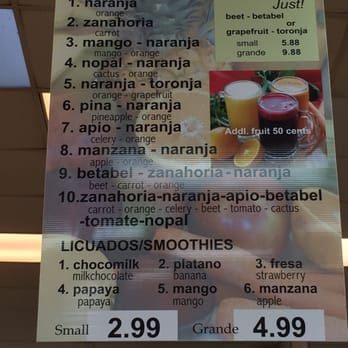 1. naranja
orange
2. zanahoria
carrot
3. mango - naranja
mango - orange
4. nopal - naranja
cactus - orange
5. naranja - toronja
orange - grapefruit
6. pina - naranja
pineapple - orange
7. apio - naranja
celery - orange
8. manzana - naranja
apple - orange
9. betabel - zanahoria - naranja
beet - carrot - orange
10.zanahoria-naranja-apio-betabel
carrot - orange - celery - beet - tomato - cactus
-tomate-nopal
Just!
beet - betabel
or
grapefruit - toronja
small 5.88
grande 9.88
Addl. fruit 50 cents
LICUADOS/SMOOTHIES
1. chocomilk 2. platano 3. fresa
milkchocolate banana strawberry
4. papaya 5. mango 6. manzana
papaya mango apple
Small 2.99 Grande 4.99